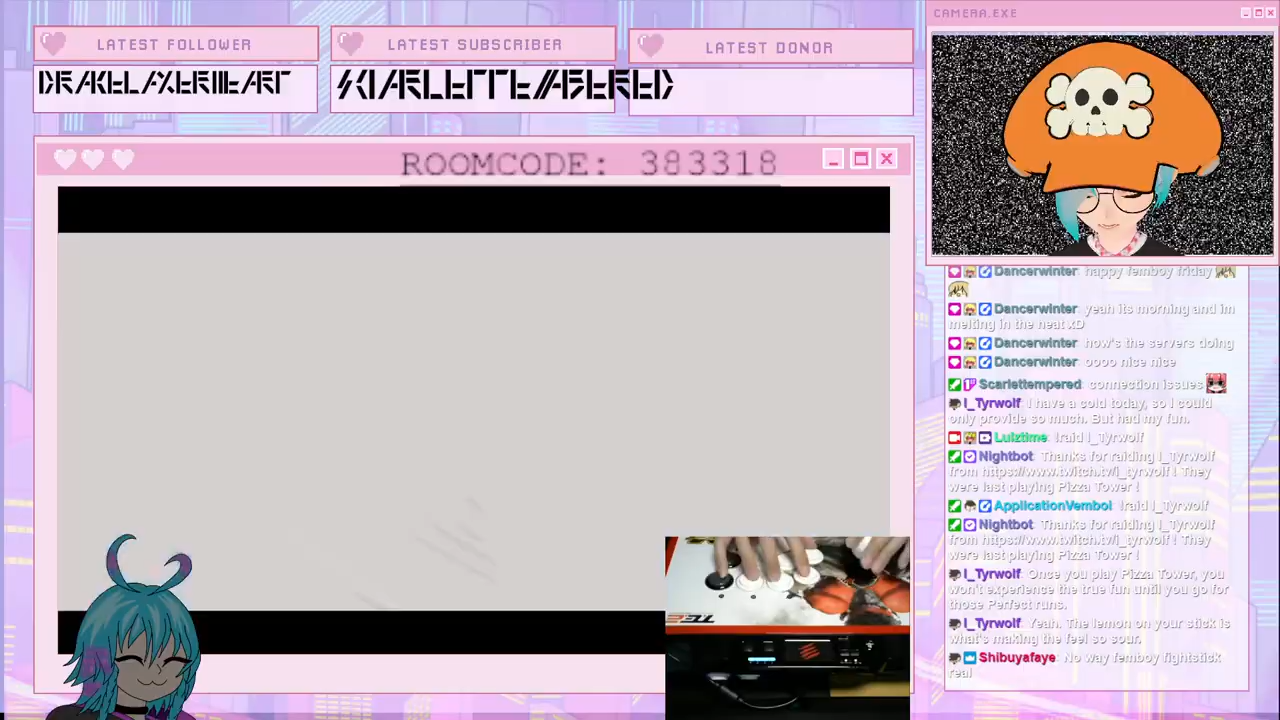 LATEST FOLLOWER
LATEST SUBSCRIBER
LATEST DONOR
CAMERA.EXE
ROOMCODE: 383318
Dancerwinter happy femboy friday
Dancerwinter yeah its morning and im
melting in the heat xD
Dancerwinter how's the servers doing
Dancerwinter oooo nice nice
Scarlettempered connection issues
I_Tyrwolf I have a cold today, so I could
only provide so much. But had my fun.
Luiztime !raid I_Tyrwolf
Nightbot Thanks for raiding I_Tyrwolf
from https://www.twitch.tv/i_tyrwolf ! They
were last playing Pizza Tower !
ApplicationVembol !raid I_Tyrwolf
Nightbot Thanks for raiding I_Tyrwolf
from https://www.twitch.tv/i_tyrwolf ! They
were last playing Pizza Tower !
I_Tyrwolf Once you play Pizza Tower, you
won't experience the true fun until you go for
those Perfect runs.
I_Tyrwolf Yeah. The lemon on your stick is
what's making the feel so sour.
Shibuyafaye No way femboy fightstick
real